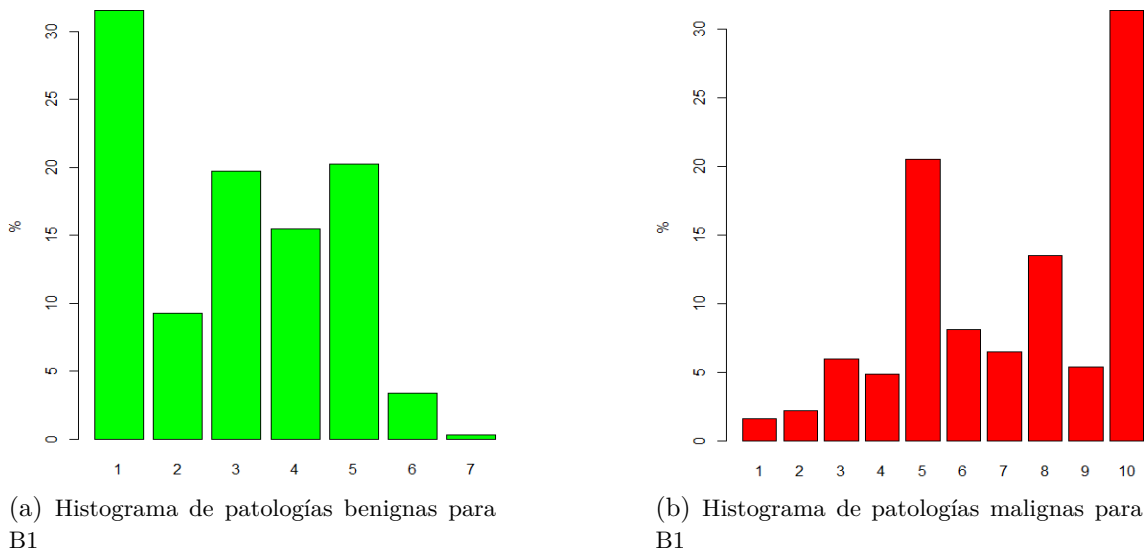 30
25
20
15
10
5
0
%
1 2 3 4 5 6 7
(a) Histograma de patologías benignas para
B1
30
25
20
15
10
5
0
%
1 2 3 4 5 6 7 8 9 10
(b) Histograma de patologías malignas para
B1